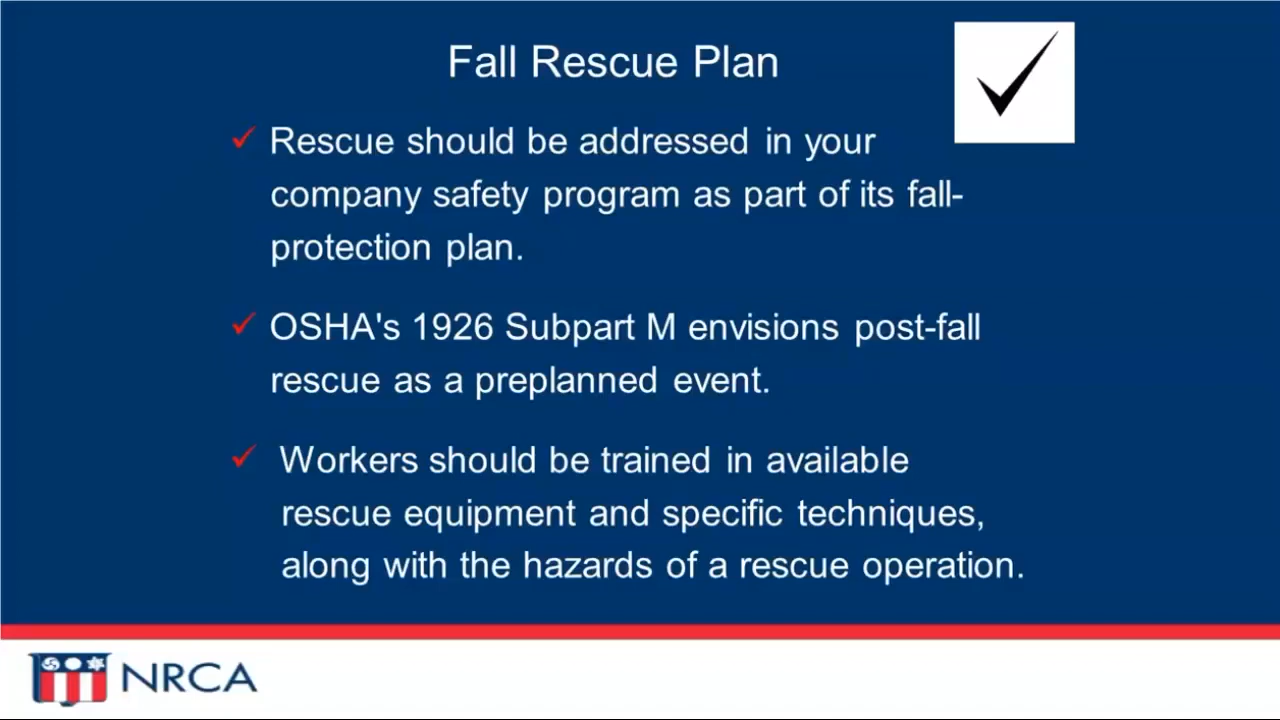 Fall Rescue Plan
Rescue should be addressed in your
company safety program as part of its fall-
protection plan.
OSHA's 1926 Subpart M envisions post-fall
rescue as a preplanned event.
Workers should be trained in available
rescue equipment and specific techniques,
along with the hazards of a rescue operation.
NRCA